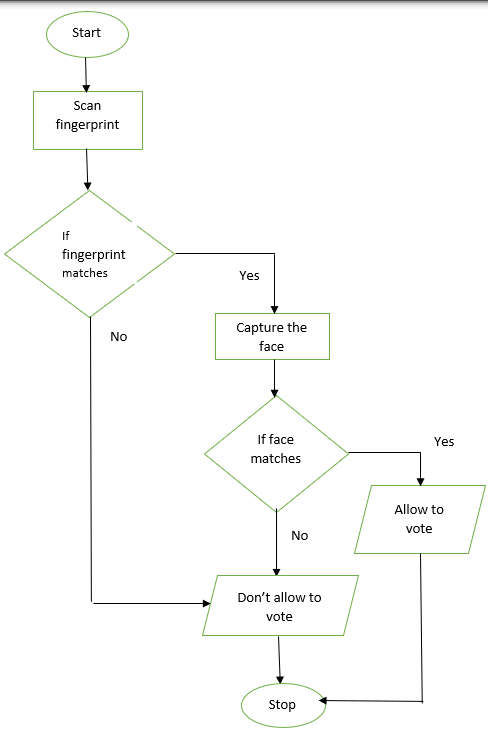 Start
Scan
fingerprint
If
fingerprint
matches
Yes
No
Capture the
face
If face
matches
Yes
No
Allow to
vote
Don’t allow to
vote
Stop